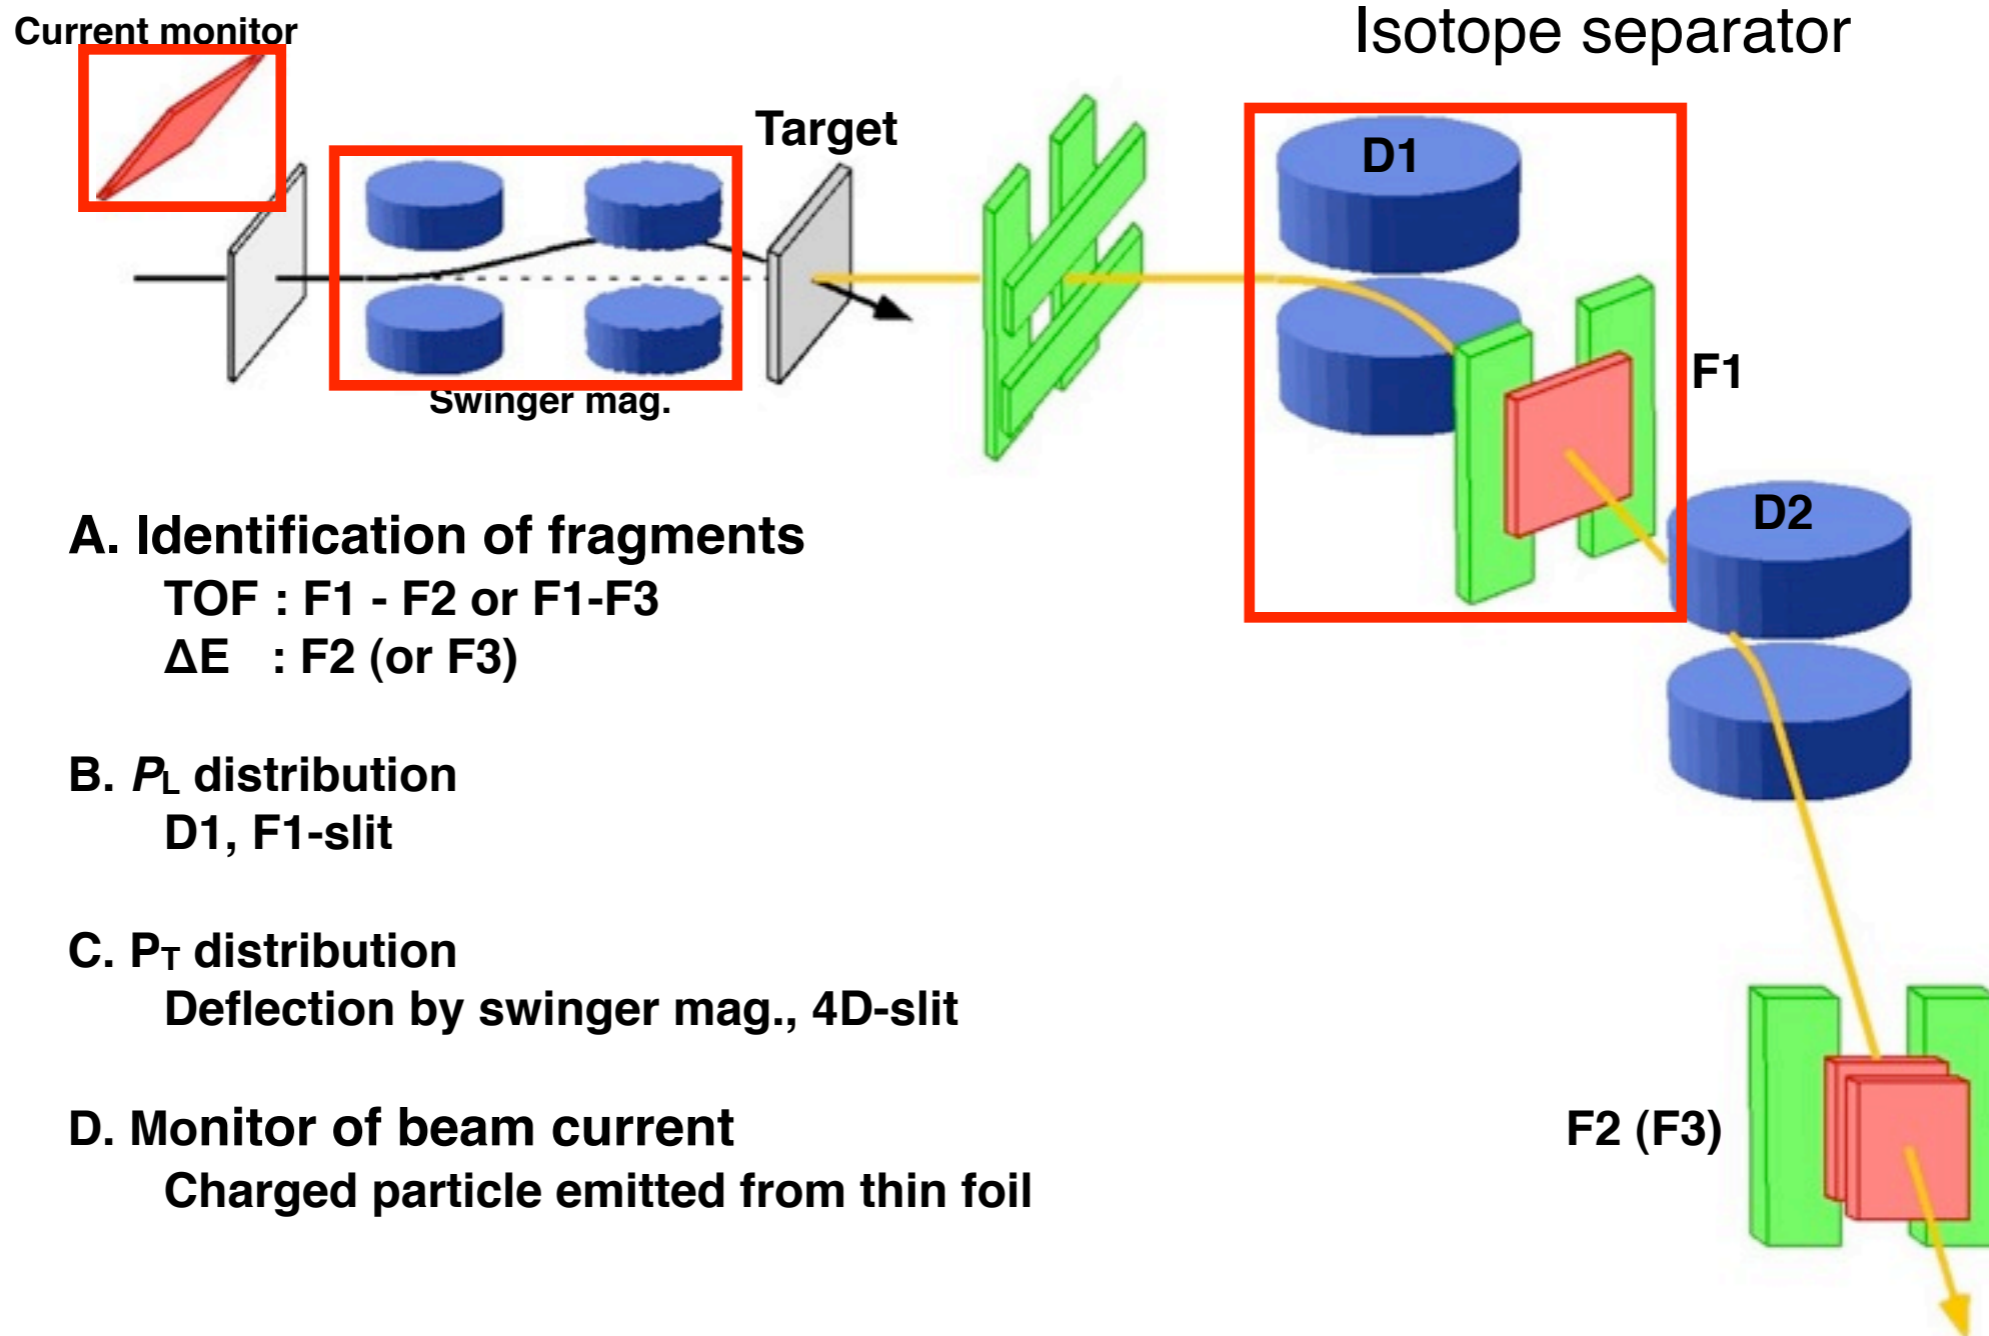 Current monitor
Isotope separator
Target
D1
Swinger mag.
F1
D2
A. Identification of fragments
TOF : F1 - F2 or F1-F3
ΔE : F2 (or F3)
B. PL distribution
D1, F1-slit
C. PT distribution
Deflection by swinger mag., 4D-slit
D. Monitor of beam current
Charged particle emitted from thin foil
F2 (F3)